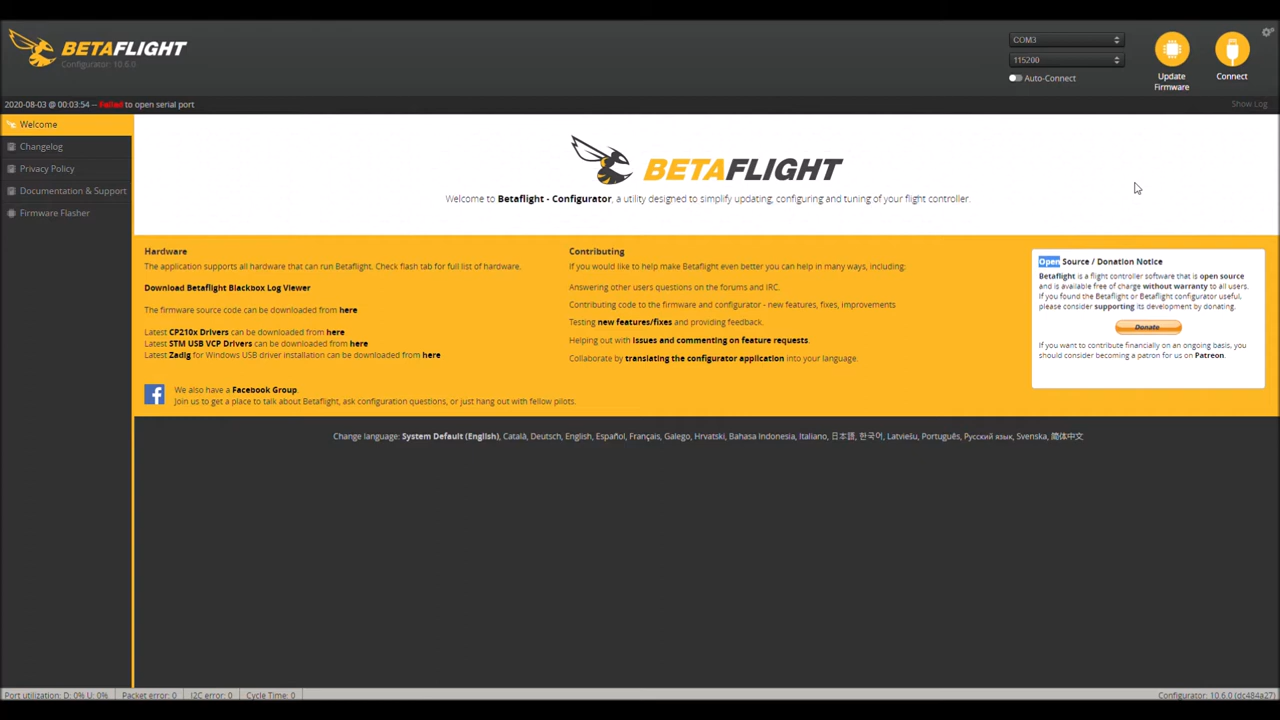 BETAFLIGHT
Configurator: 10.6.0
COM3
115200
Auto-Connect
Update
Firmware
Connect
2020-08-03 @ 00:03:54 -- Failed to open serial port
Show Log
Welcome
Changelog
Privacy Policy
Documentation & Support
Firmware Flasher
BETAFLIGHT
Welcome to Betaflight - Configurator, a utility designed to simplify updating, configuring and tuning of your flight controller.
Hardware
The application supports all hardware that can run Betaflight. Check flash tab for full list of hardware.
Download Betaflight Blackbox Log Viewer
The firmware source code can be downloaded from here
Latest CP210x Drivers can be downloaded from here
Latest STM USB VCP Drivers can be downloaded from here
Latest Zadig for Windows USB driver installation can be downloaded from here
We also have a Facebook Group.
Join us to get a place to talk about Betaflight, ask configuration questions, or just hang out with fellow pilots.
Contributing
If you would like to help make Betaflight even better you can help in many ways, including:
Answering other users questions on the forums and IRC.
Contributing code to the firmware and configurator - new features, fixes, improvements
Testing new features/fixes and providing feedback.
Helping out with issues and commenting on feature requests.
Collaborate by translating the configurator application into your language.
Open Source / Donation Notice
Betaflight is a flight controller software that is open source
and is available free of charge without warranty to all users.
If you found the Betaflight or Betaflight configurator useful,
please consider supporting its development by donating.
Donate
If you want to contribute financially on an ongoing basis, you
should consider becoming a patron for us on Patreon.
Change language: System Default (English), Català, Deutsch, English, Español, Français, Galego, Hrvatski, Bahasa Indonesia, Italiano, 日本語, 한국어, Latviešu, Português, Русский язык, Svenska, 简体中文
Port utilization: D: 0% U: 0%
Packet error: 0
I2C error: 0
Cycle Time: 0
Configurator: 10.6.0 (dc484a27)